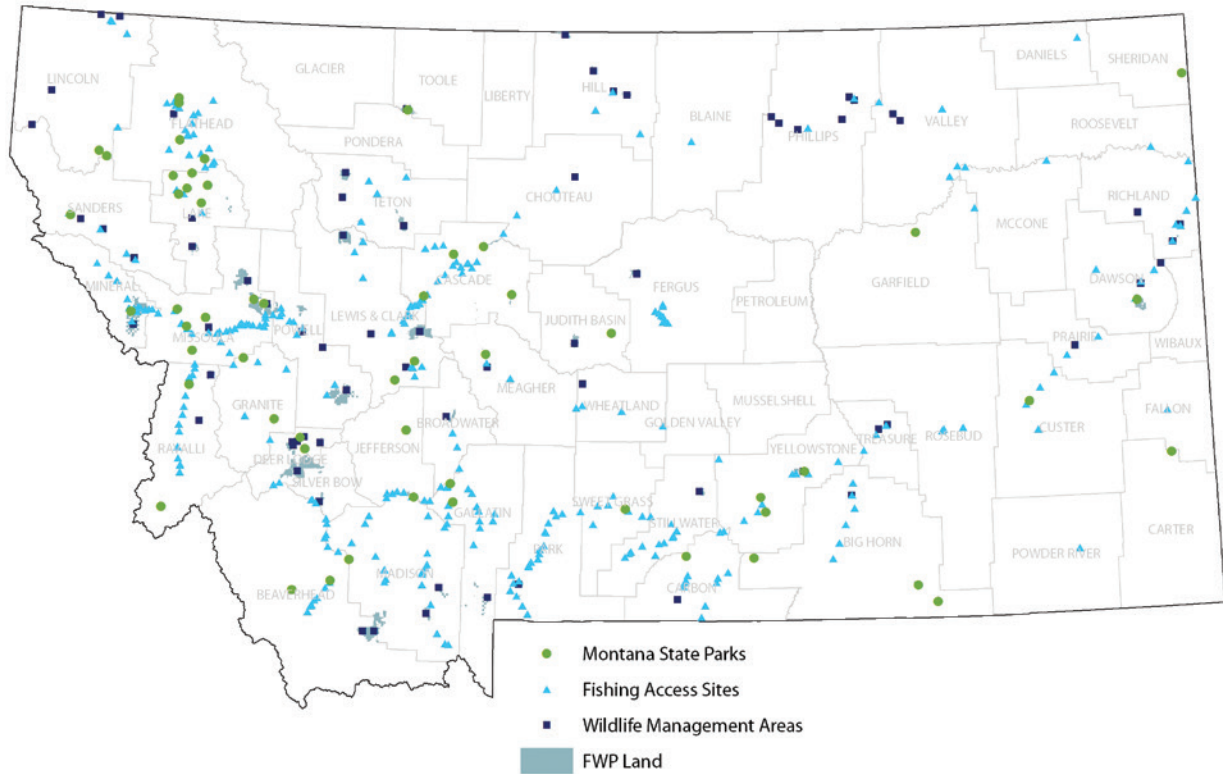 LINCOLN
GLACIER
TOOLE
LIBERTY
HILL
BLAINE
PHILLIPS
VALLEY
DANIELS
SHERIDAN
ROOSEVELT
FLATHEAD
PONDERA
CHOUTEAU
RICHLAND
SANDERS
LAKE
TETON
MCCONE
DAWSON
MINERAL
CASCADE
FERGUS
PETROLEUM
GARFIELD
MISSOULA
POWELL
LEWIS & CLARK
JUDITH BASIN
PRAIRIE
WIBAUX
GRANITE
MEAGHER
WHEATLAND
GOLDEN VALLEY
MUSSELSHELL
BROADWATER
FALLON
RAVALLI
DEER LODGE
JEFFERSON
YELLOWSTONE
TREASURE
ROSEBUD
CUSTER
SILVER BOW
GALLATIN
SWEET GRASS
STILLWATER
PARK
BIG HORN
CARTER
POWDER RIVER
MADISON
BEAVERHEAD
CARBON
Montana State Parks
Fishing Access Sites
Wildlife Management Areas
FWP Land